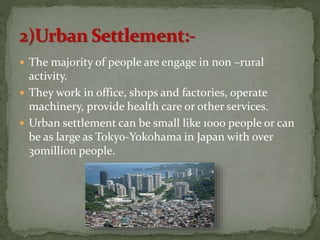 2)Urban Settlement:-
The majority of people are engage in non –rural
activity.
They work in office, shops and factories, operate
machinery, provide health care or other services.
Urban settlement can be small like 1000 people or can
be as large as Tokyo-Yokohama in Japan with over
30million people.